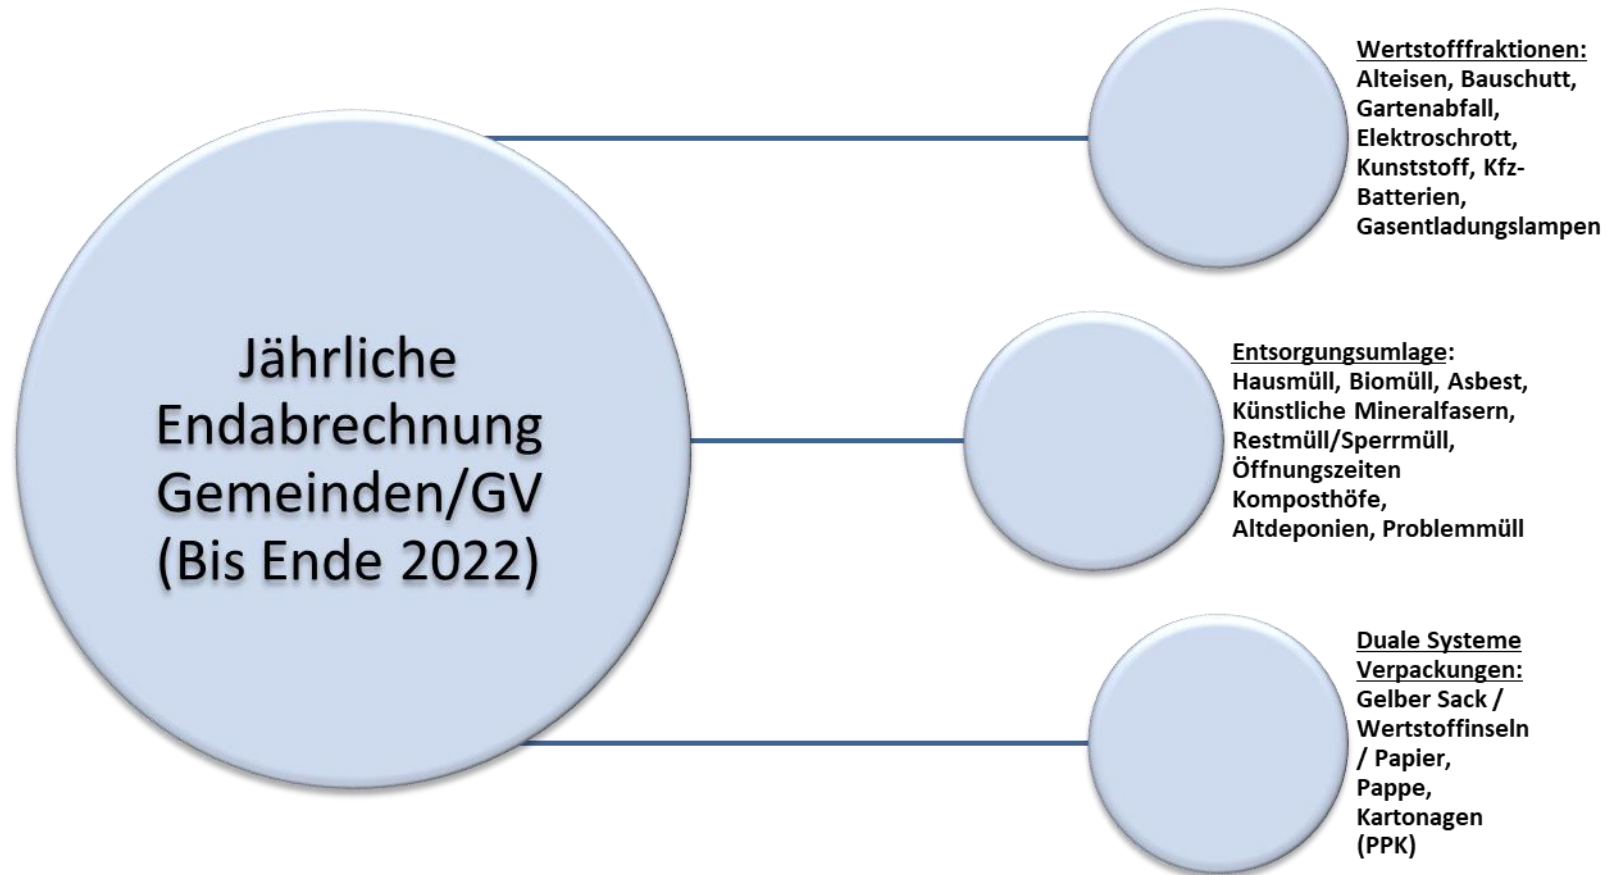 Jährliche
Endabrechnung
Gemeinden/GV
(Bis Ende 2022)
Wertstofffraktionen:
Alteisen, Bauschutt,
Gartenabfall,
Elektroschrott,
Kunststoff, Kfz-
Batterien,
Gasentladungslampen
Entsorgungsumlage:
Hausmüll, Biomüll, Asbest,
Künstliche Mineralfasern,
Restmüll/Sperrmüll,
Öffnungszeiten
Komposthöfe,
Altdeponien, Problemmüll
Duale Systeme
Verpackungen:
Gelber Sack /
Wertstoffinseln
/ Papier,
Pappe,
Kartonagen
(PPK)